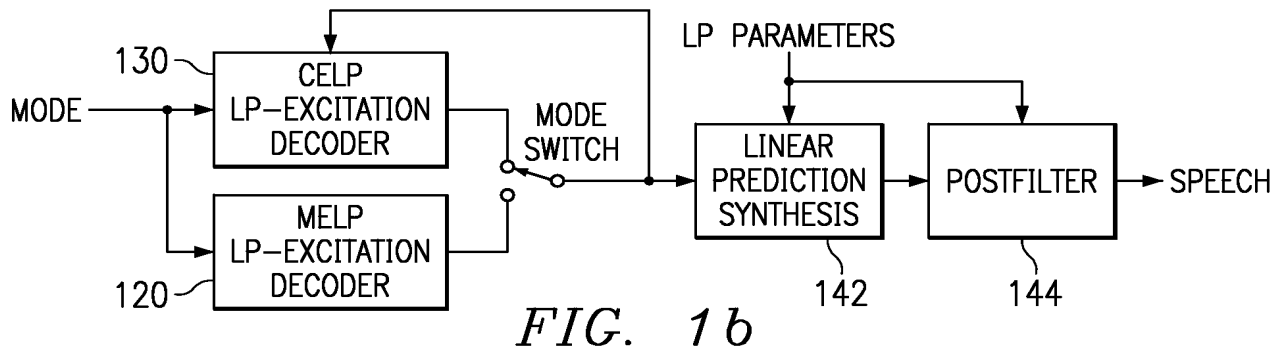 LP PARAMETERS
130
CELP
LP-EXCITATION
DECODER
MODE
MODE
SWITCH
LINEAR
PREDICTION
SYNTHESIS
POSTFILTER
SPEECH
MELP
LP-EXCITATION
DECODER
120
142
144
FIG. 1b